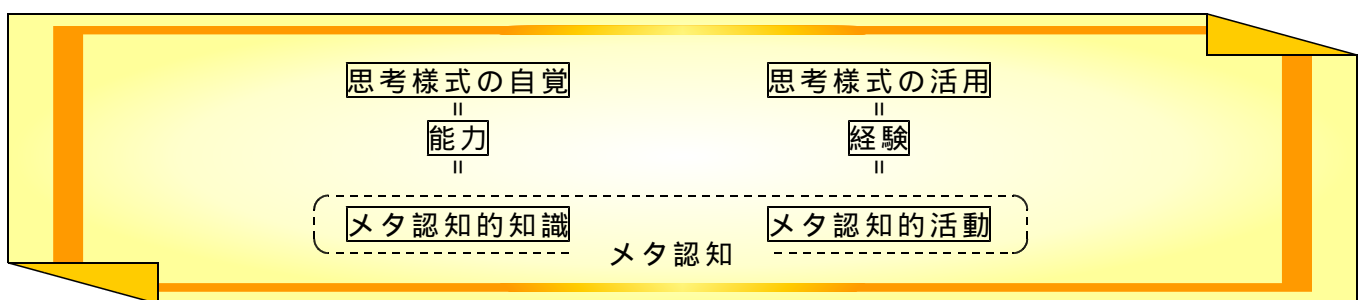 思考様式の自覚 思考様式の活用
= =
能力 経験
= =
メタ認知的知識 メタ認知的活動
メタ認知